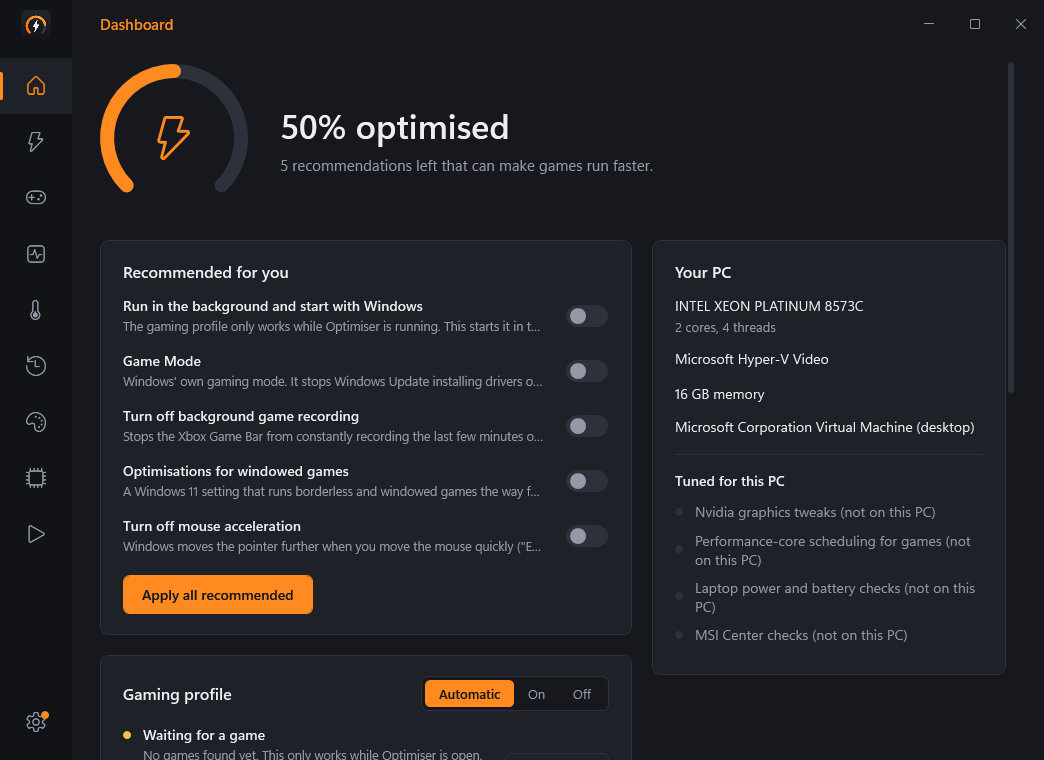 Dashboard
50% optimised
5 recommendations left that can make games run faster.
Recommended for you
Run in the background and start with Windows
The gaming profile only works while Optimiser is running. This starts it in t...
Game Mode
Windows' own gaming mode. It stops Windows Update installing drivers o...
Turn off background game recording
Stops the Xbox Game Bar from constantly recording the last few minutes o...
Optimisations for windowed games
A Windows 11 setting that runs borderless and windowed games the way f...
Turn off mouse acceleration
Windows moves the pointer further when you move the mouse quickly ("E...
Apply all recommended
Your PC
INTEL XEON PLATINUM 8573C
2 cores, 4 threads
Microsoft Hyper-V Video
16 GB memory
Microsoft Corporation Virtual Machine (desktop)
Tuned for this PC
Nvidia graphics tweaks (not on this PC)
Performance-core scheduling for games (not
on this PC)
Laptop power and battery checks (not on this
PC)
MSI Center checks (not on this PC)
Gaming profile
Automatic On Off
Waiting for a game
No games found yet. This only works while Optimiser is open.